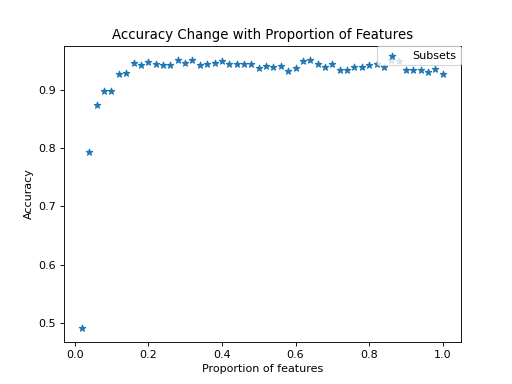 Accuracy Change with Proportion of Features
Subsets
Accuracy
0.9
0.8
0.7
0.6
0.5
0.0 0.2 0.4 0.6 0.8 1.0
Proportion of features